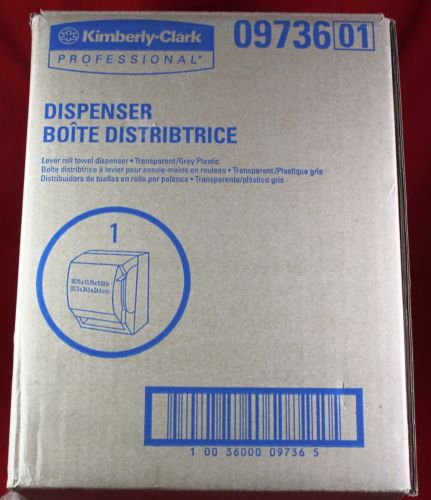 Kimberly-Clark
PROFESSIONAL*
09736 01
DISPENSER
BOÎTE DISTRIBTRICE
Lever roll towel dispenser • Transparent/Grey Plastic
Boîte distribtrice à levier pour essuie-mains en rouleau • Transparent/Plastique gris
Distribuidora de toallas en rollo por palanca • Transparente/plástico gris
1
1 00 36000 09736 5